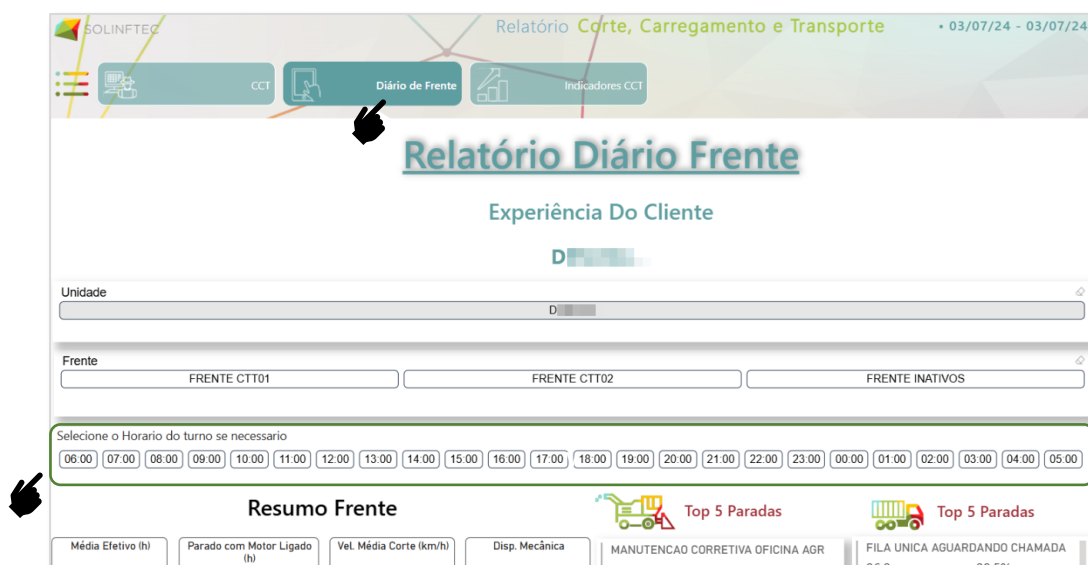 SOLINFTEC
Relatório Corte, Carregamento e Transporte
• 03/07/24 - 03/07/24
CCT
Diário de Frente
Indicadores CCT
Relatório Diário Frente
Experiência Do Cliente
D
Unidade
D
Frente
FRENTE CTT01
FRENTE CTT02
FRENTE INATIVOS
Selecione o Horario do turno se necessario
06:00 07:00 08:00 09:00 10:00 11:00 12:00 13:00 14:00 15:00 16:00 17:00 18:00 19:00 20:00 21:00 22:00 23:00 00:00 01:00 02:00 03:00 04:00 05:00
Resumo Frente
Top 5 Paradas
Top 5 Paradas
Média Efetivo (h)
Parado com Motor Ligado
(h)
Vel. Média Corte (km/h)
Disp. Mecânica
MANUTENCAO CORRETIVA OFICINA AGR
FILA UNICA AGUARDANDO CHAMADA